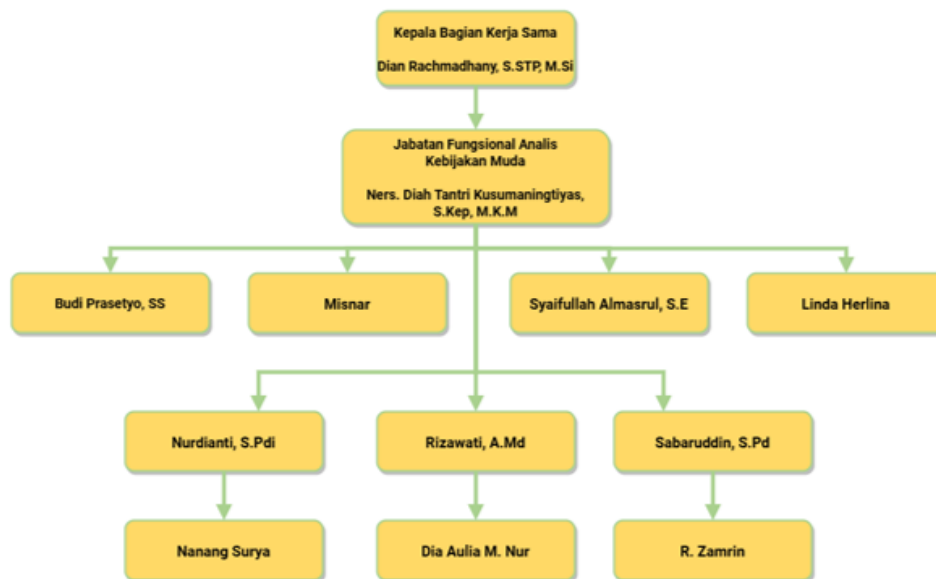 Kepala Bagian Kerja Sama
Dian Rachmadhany, S.STP, M.Si
Jabatan Fungsional Analis
Kebijakan Muda
Ners. Diah Tantri Kusumaningtiyas,
S.Kep, M.K.M
Budi Prasetyo, SS
Misnar
Syaifullah Almasrul, S.E
Linda Herlina
Nurdianti, S.Pdi
Rizawati, A.Md
Sabaruddin, S.Pd
Nanang Surya
Dia Aulia M. Nur
R. Zamrin